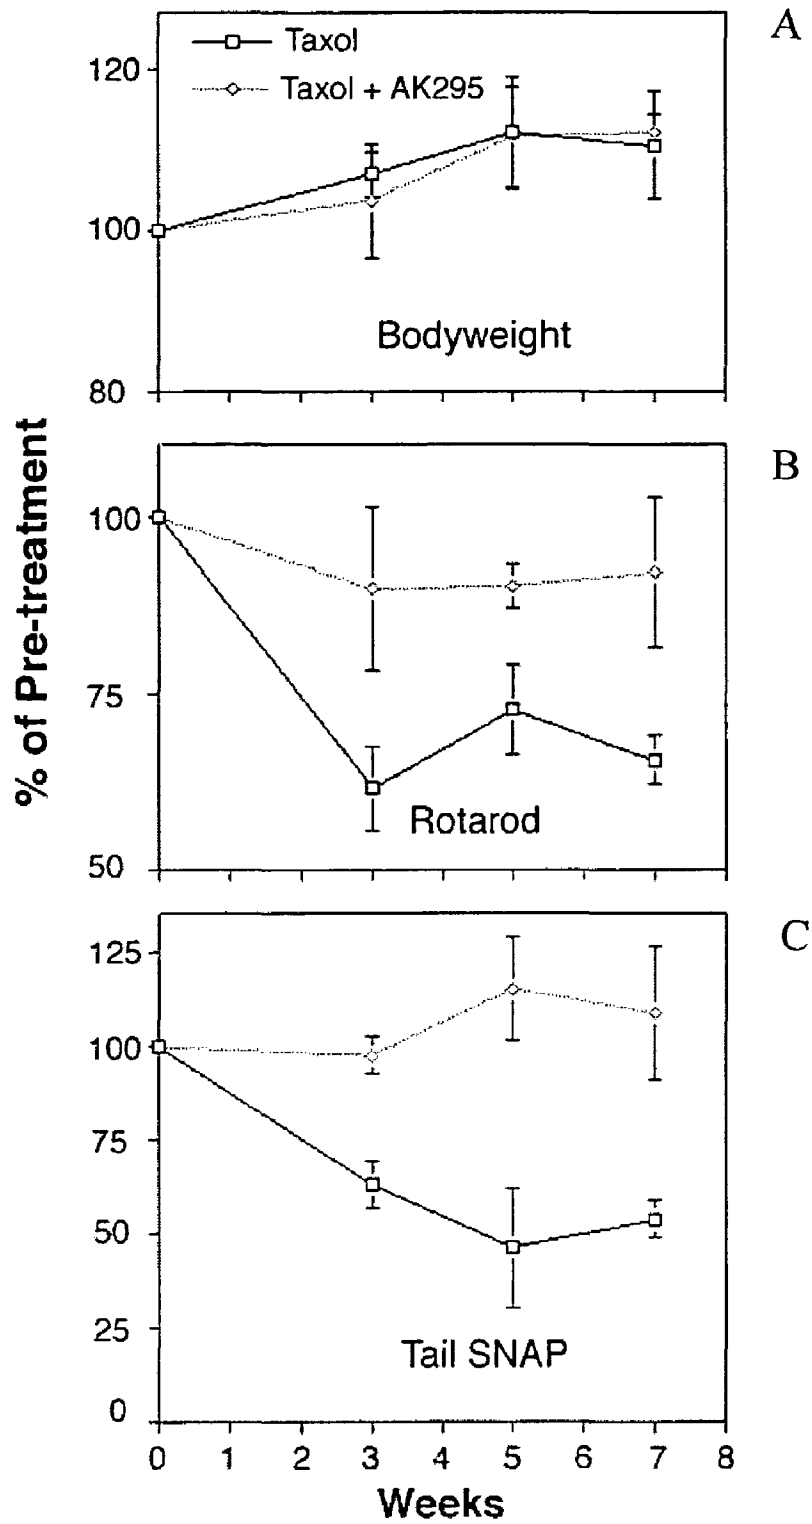 A
Taxol
Taxol + AK295
120
100
80
Bodyweight
% of Pre-treatment
B
100
75
50
Rotarod
C
125
100
75
50
25
0
Tail SNAP
0 1 2 3 4 5 6 7 8
Weeks